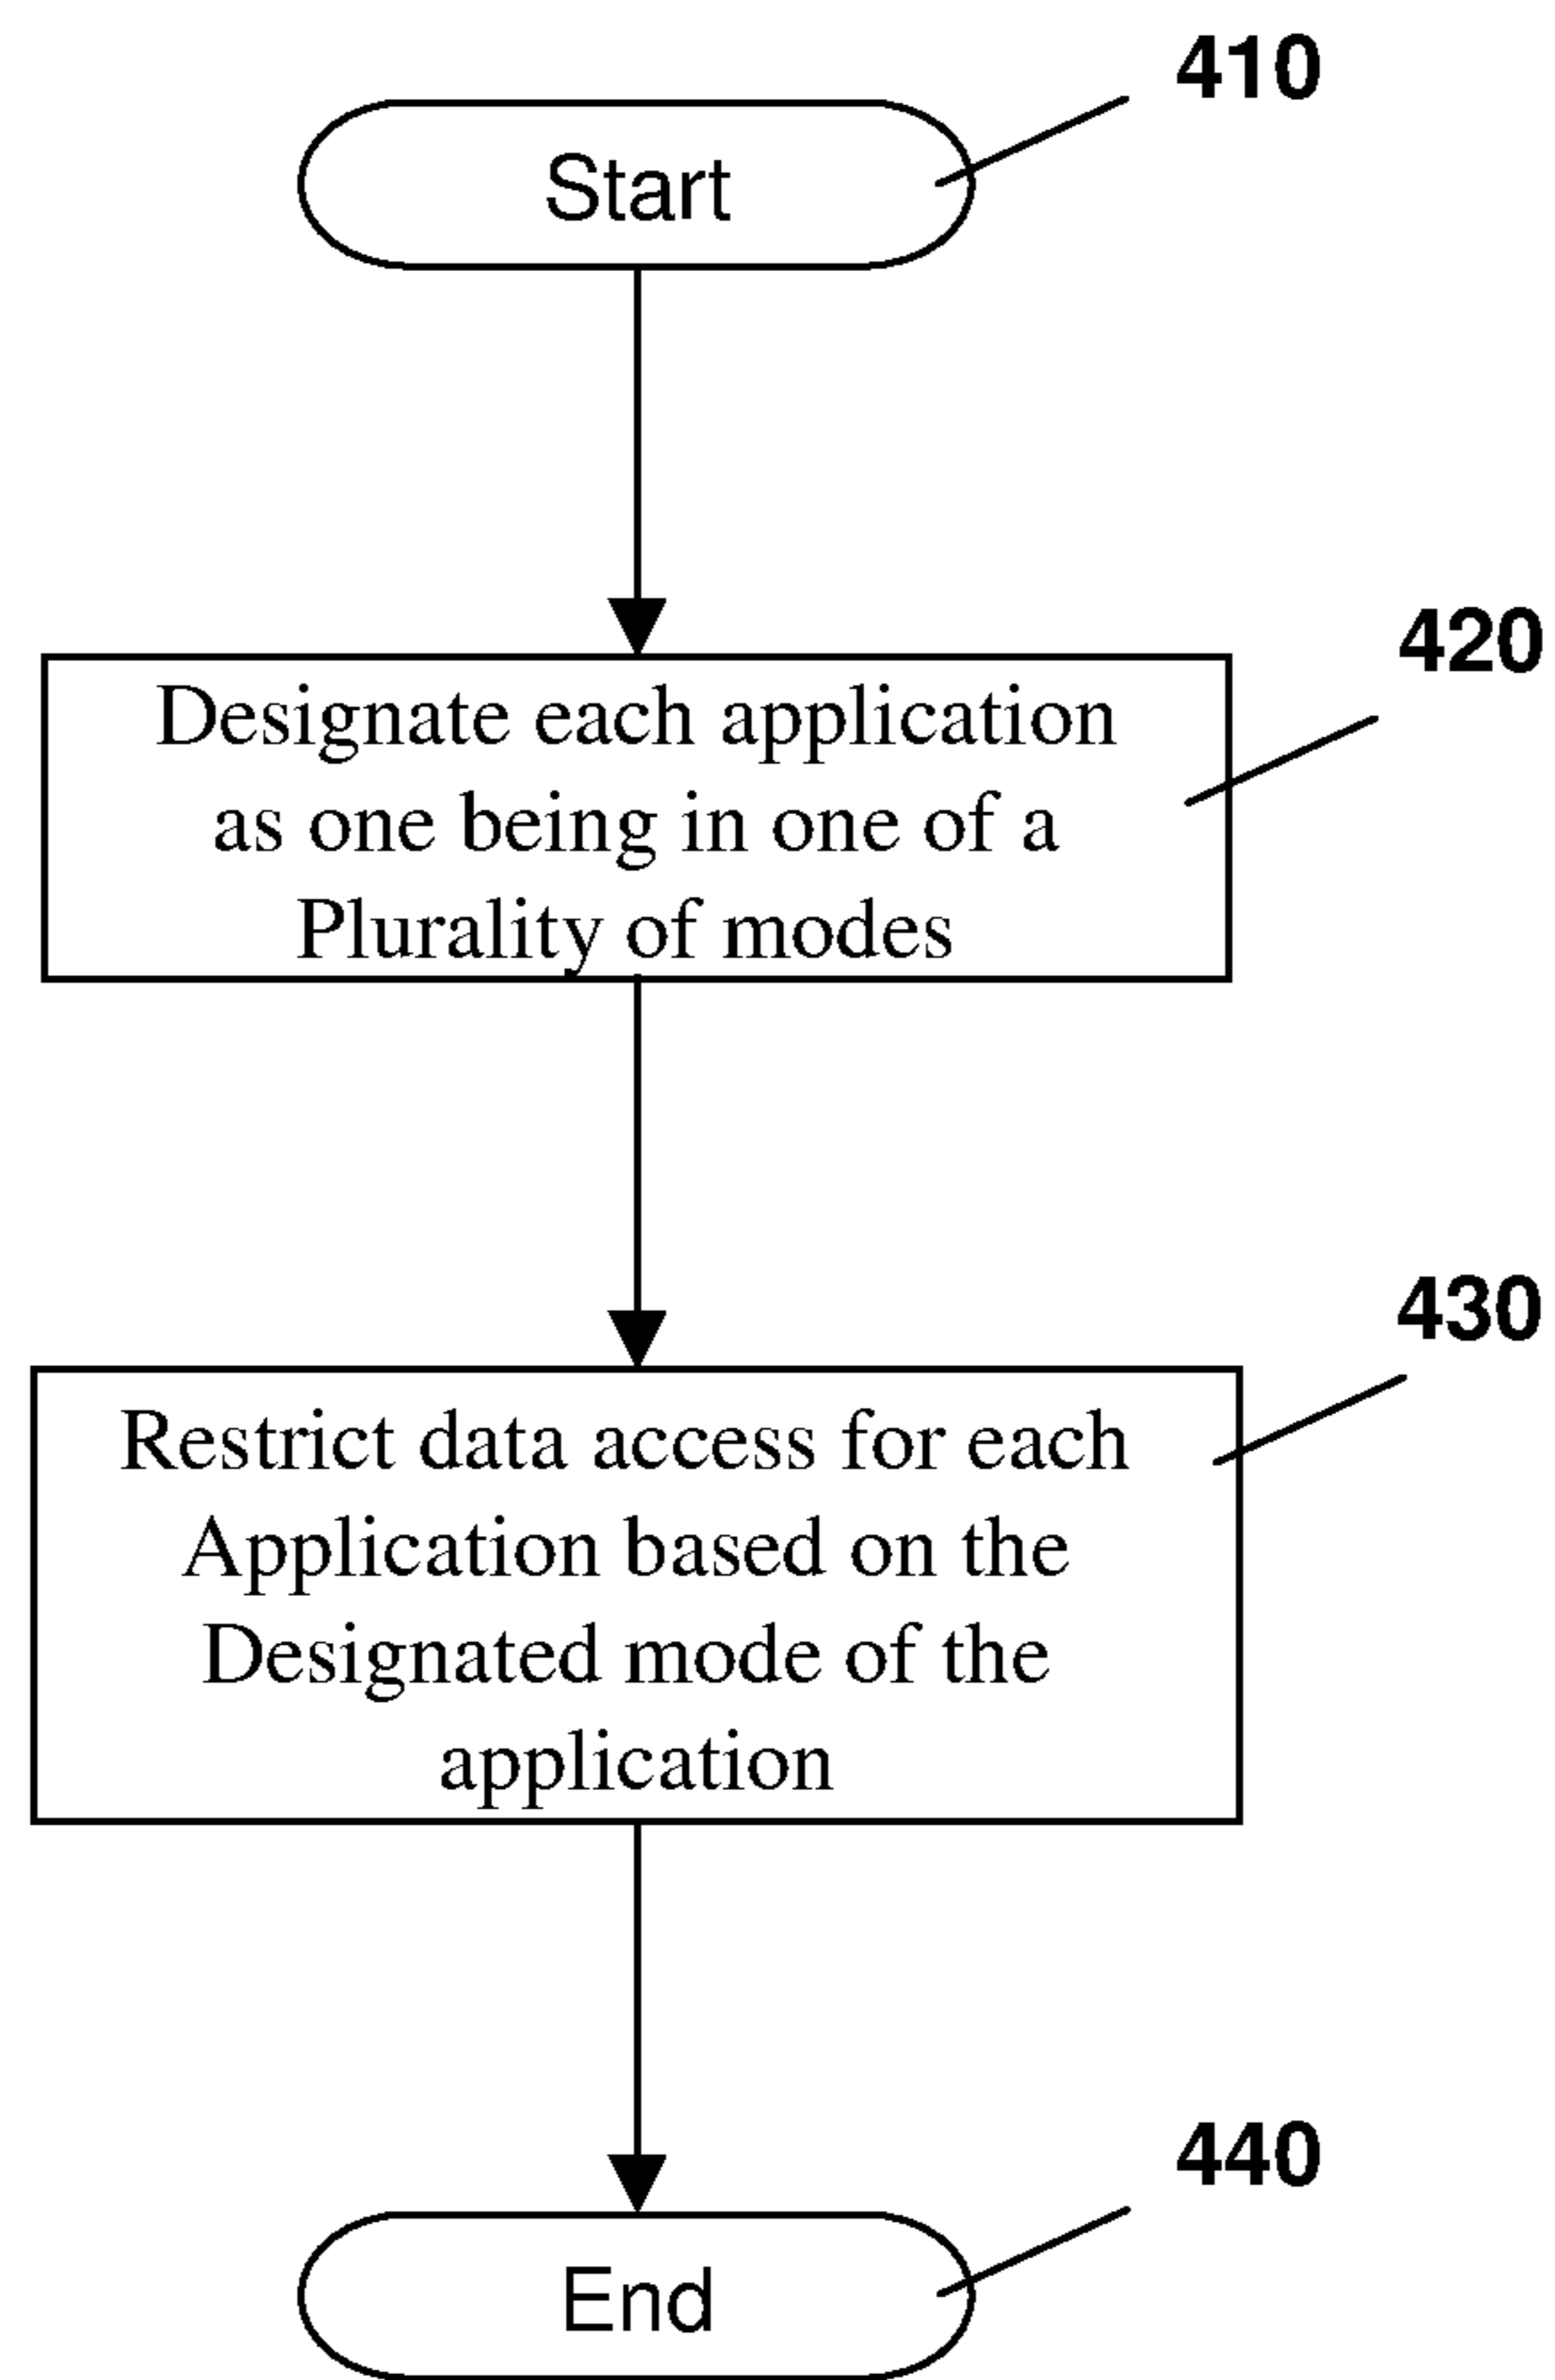 410
Start
420
Designate each application
as one being in one of a
Plurality of modes
430
Restrict data access for each
Application based on the
Designated mode of the
application
440
End